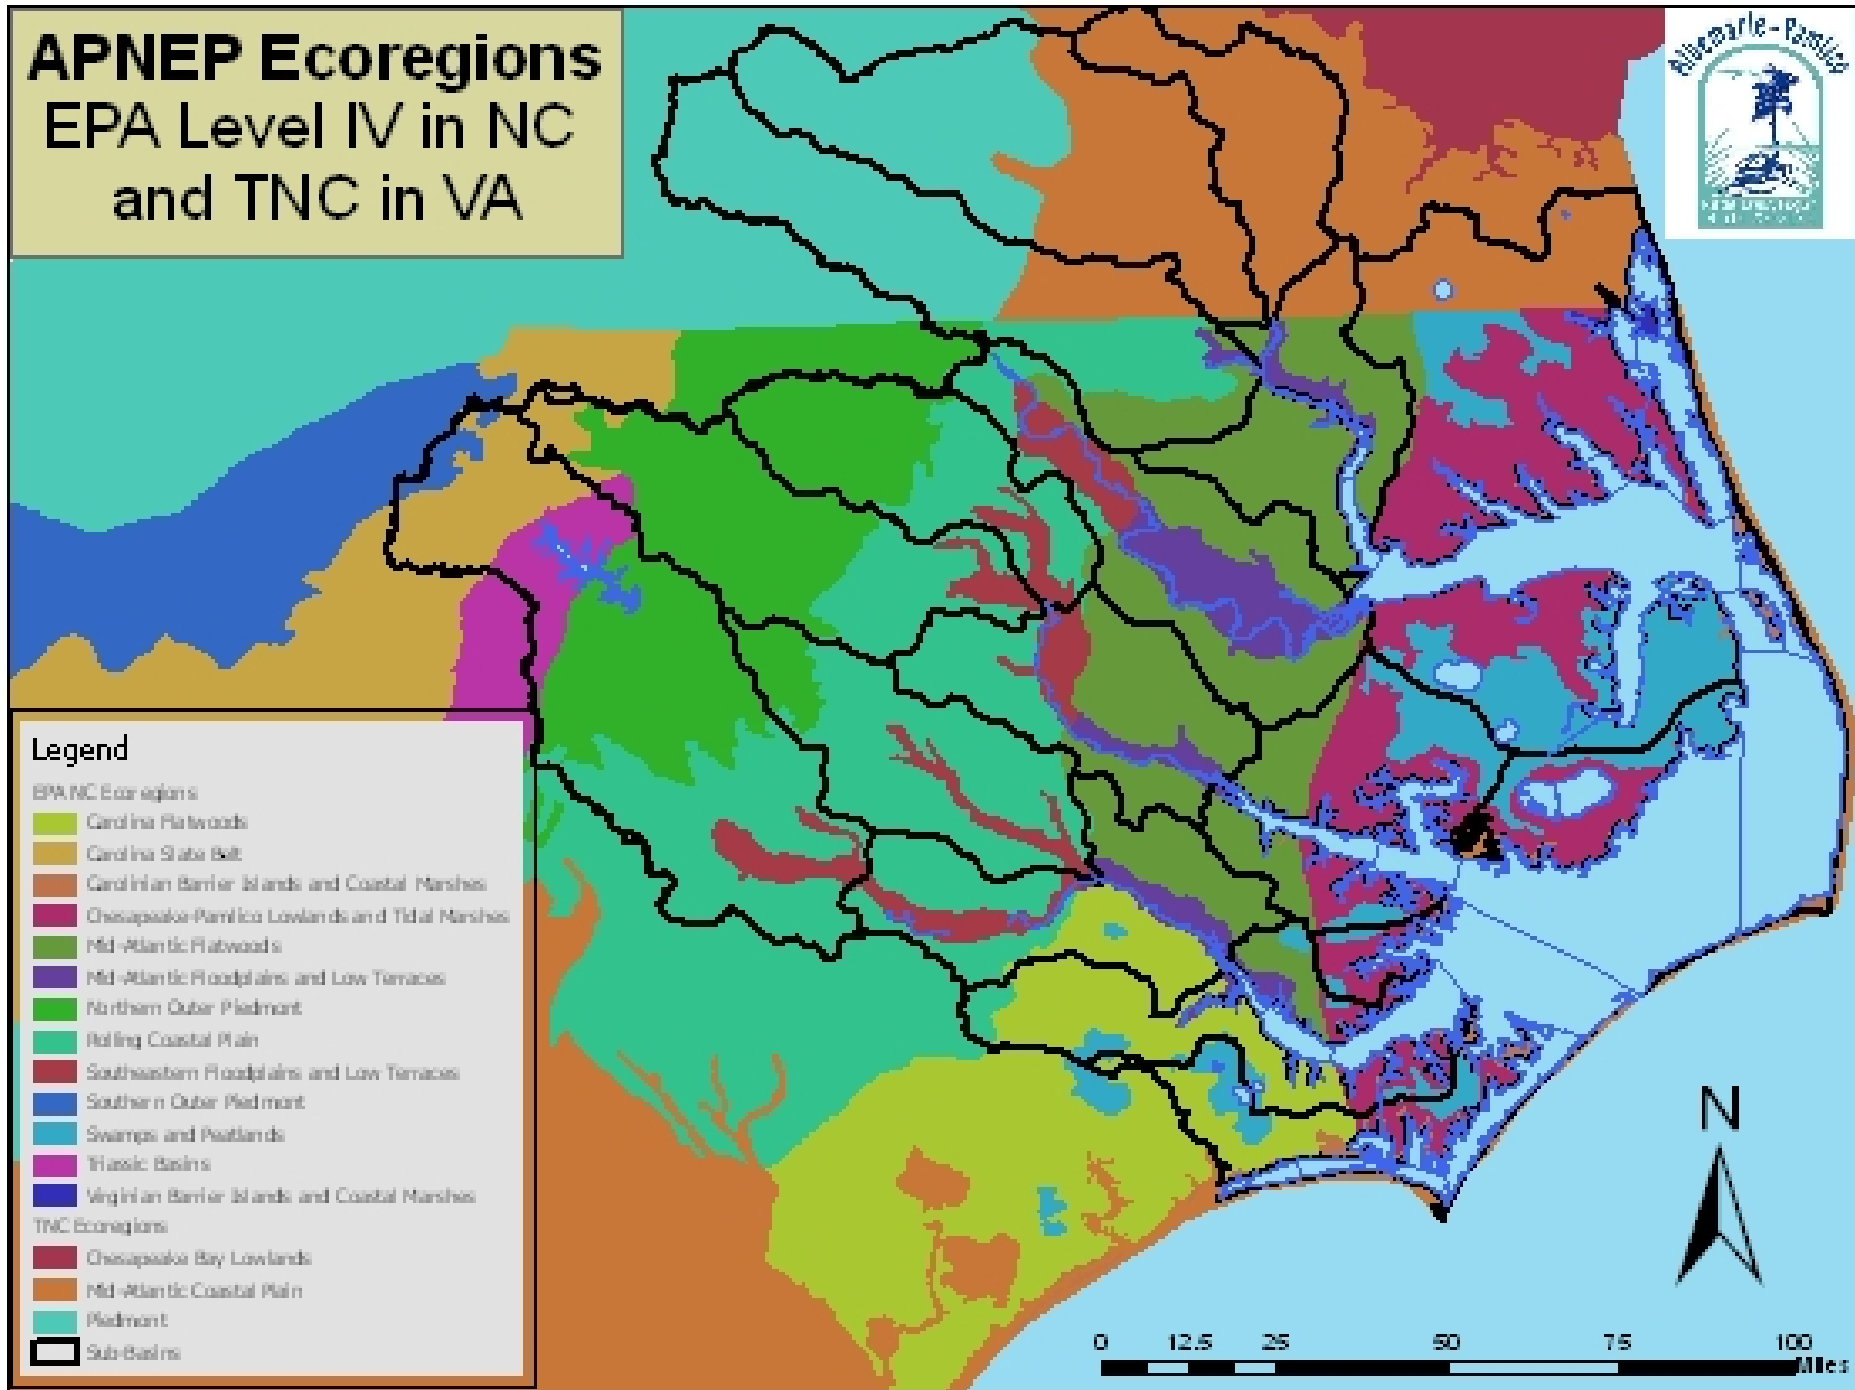 APNEP Ecoregions
EPA Level IV in NC
and TNC in VA
Albemarle-Pamlico
Legend
EPA NC Ecoregions
Carolina Flatwoods
Carolina Slate Belt
Carolinian Barrier Islands and Coastal Marshes
Chesapeake-Pamlico Lowlands and Tidal Marshes
Mid-Atlantic Flatwoods
Mid-Atlantic Floodplains and Low Terraces
Northern Outer Piedmont
Rolling Coastal Plain
Southeastern Floodplains and Low Terraces
Southern Outer Piedmont
Swamps and Peatlands
Triassic Basins
Virginian Barrier Islands and Coastal Marshes
TNC Ecoregions
Chesapeake Bay Lowlands
Mid-Atlantic Coastal Plain
Piedmont
Sub-Basins
N
0 12.5 25 50 75 100
Miles